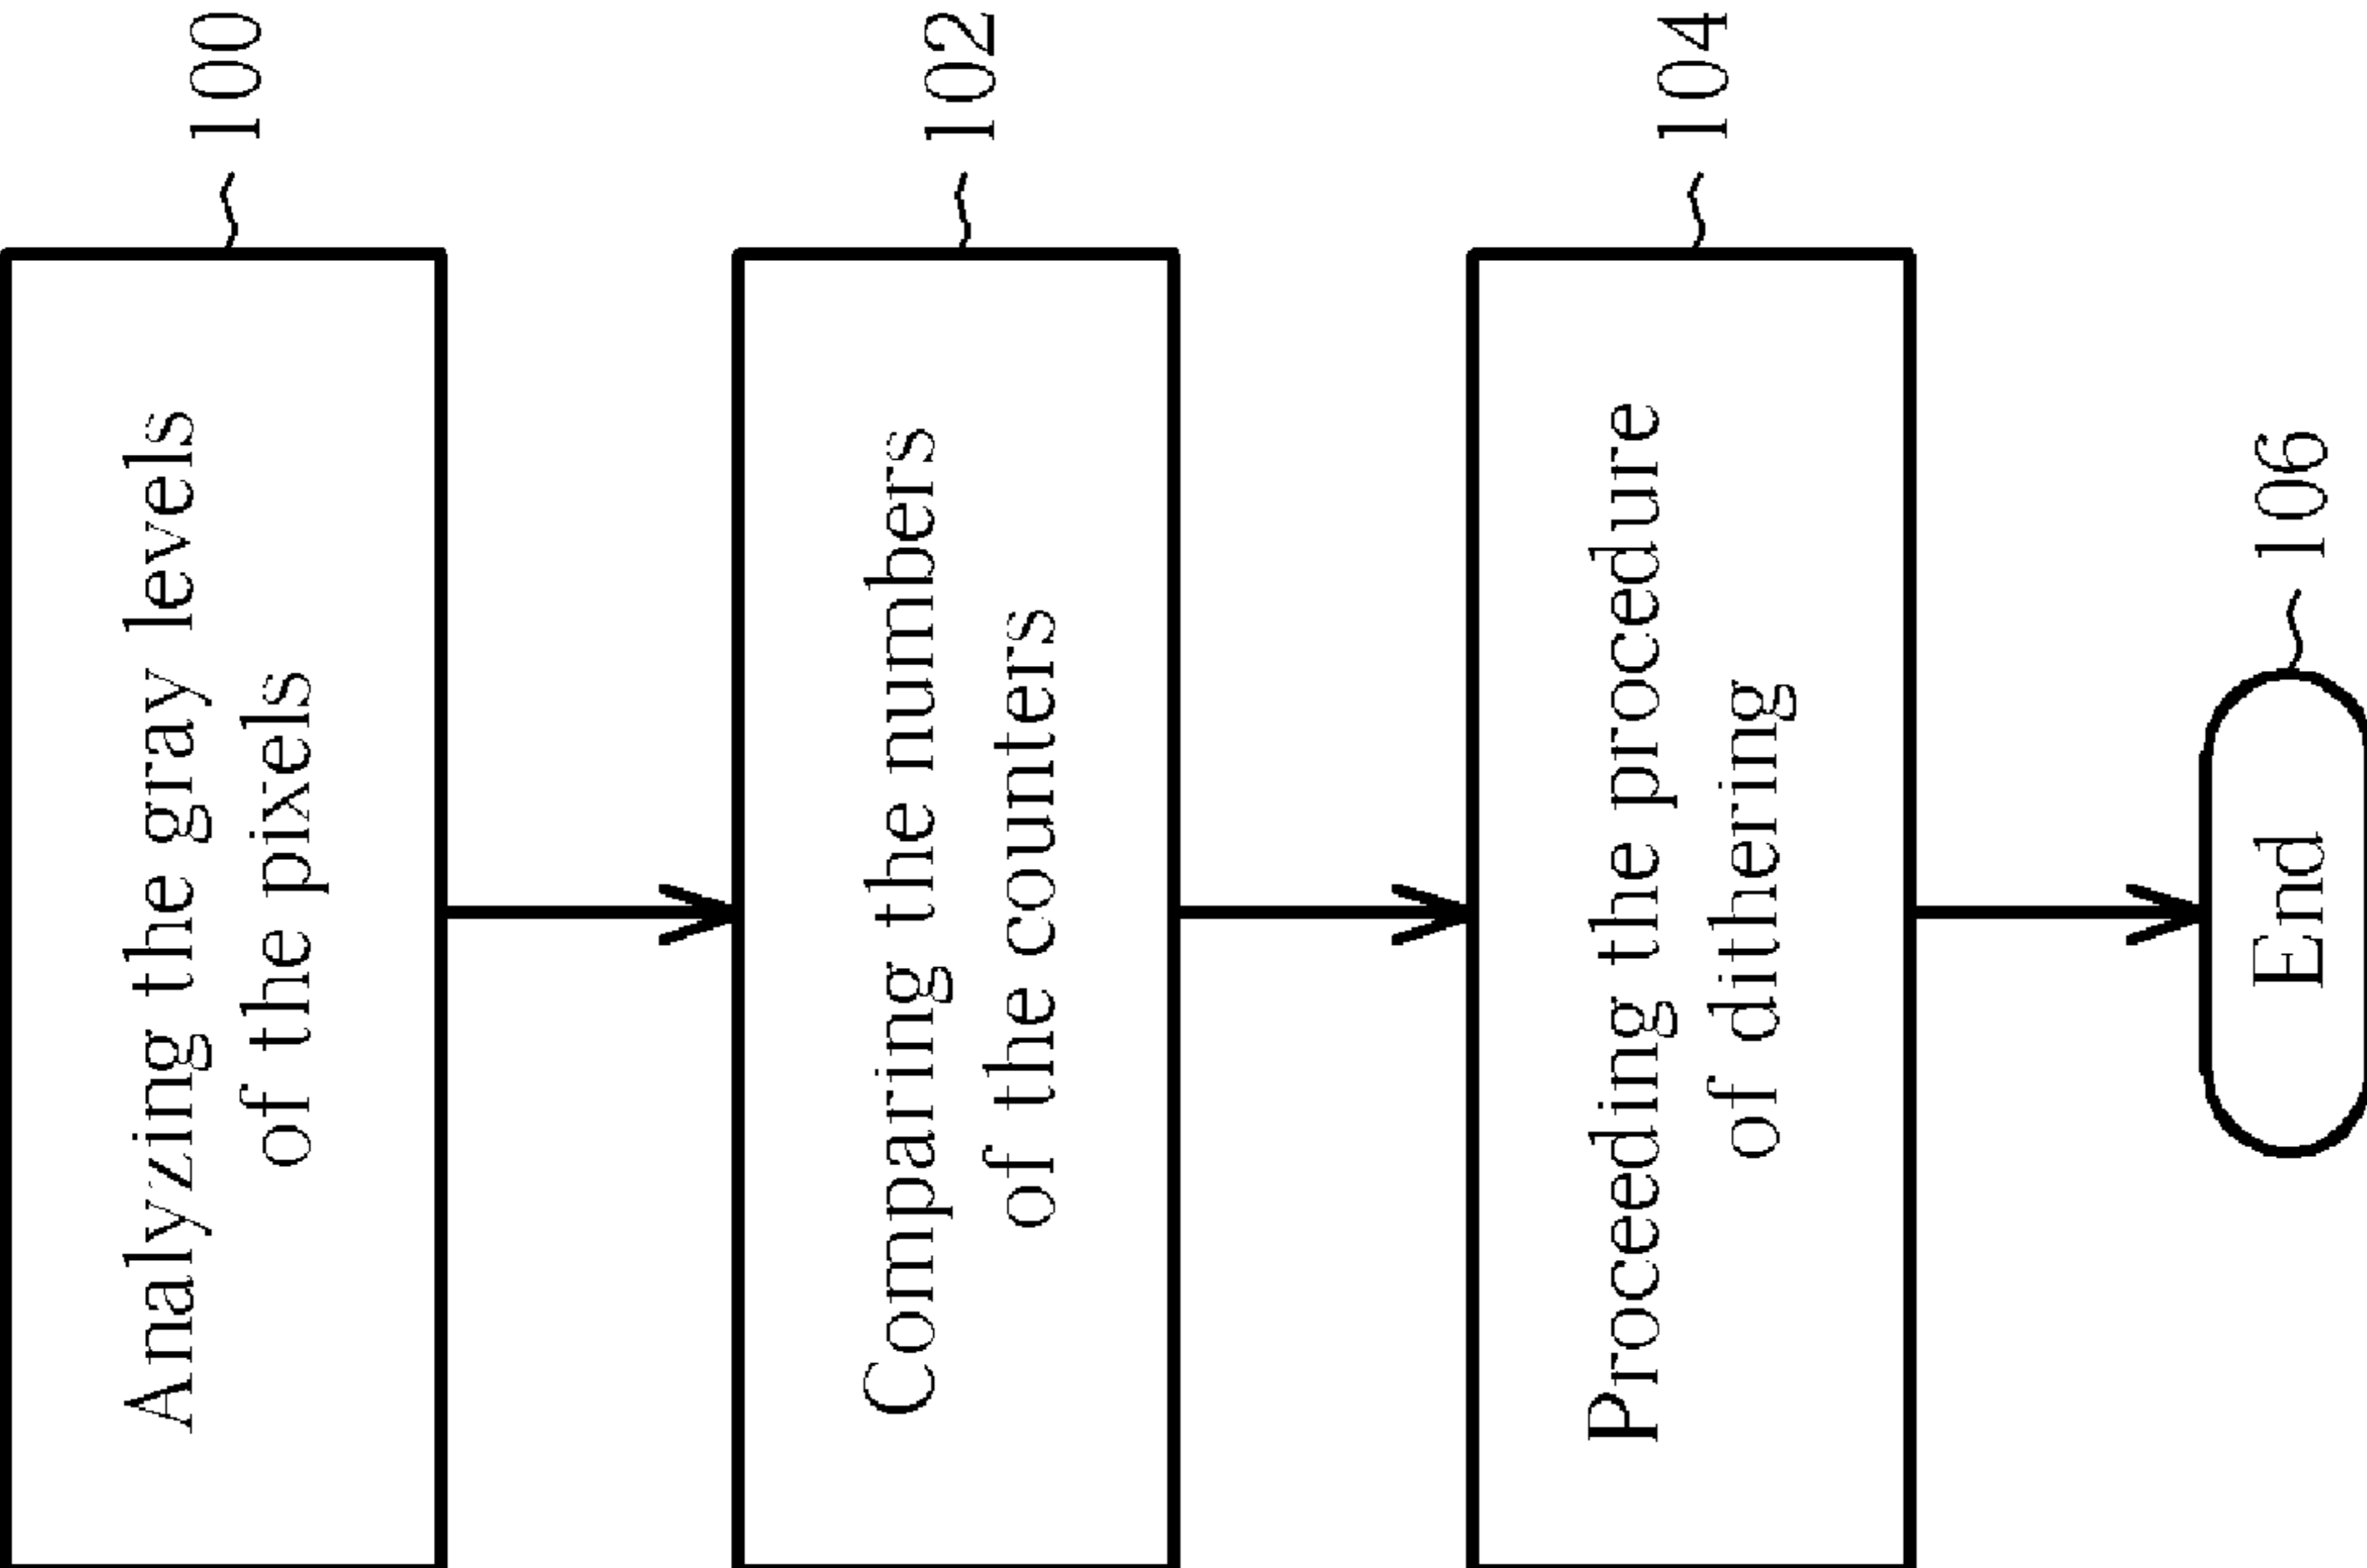 Analyzing the gray levels
of the pixels
100
Comparing the numbers
of the counters
102
Proceeding the procedure
of dithering
104
End
106